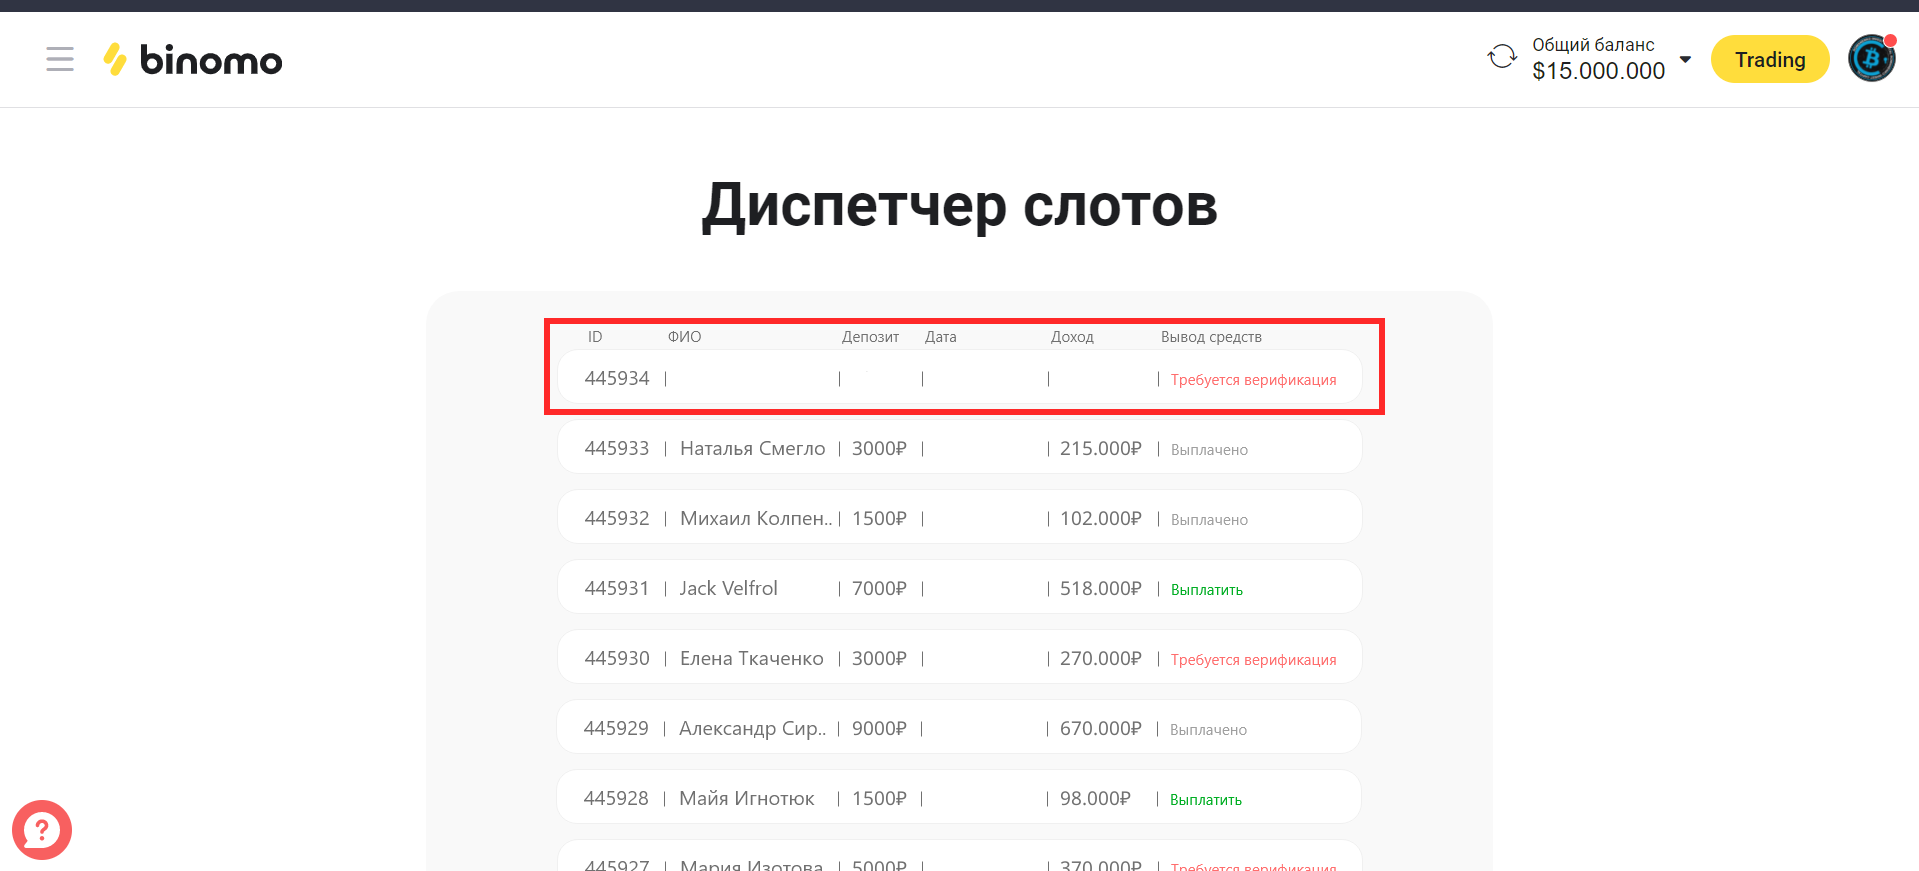 binomo
Общий баланс
$15.000.000
Trading
Диспетчер слотов
ID ФИО Депозит Дата Доход Вывод средств
445934 | | | | | Требуется верификация
445933 | Наталья Смегло | 3000₽ | | 215.000₽ | Выплачено
445932 | Михаил Колпен.. | 1500₽ | | 102.000₽ | Выплачено
445931 | Jack Velfrol | 7000₽ | | 518.000₽ | Выплатить
445930 | Елена Ткаченко | 3000₽ | | 270.000₽ | Требуется верификация
445929 | Александр Сир.. | 9000₽ | | 670.000₽ | Выплачено
445928 | Майя Игнотюк | 1500₽ | | 98.000₽ | Выплатить
445927 | Мария Изотова | 5000₽ | | 370.000₽ | Требуется верификация